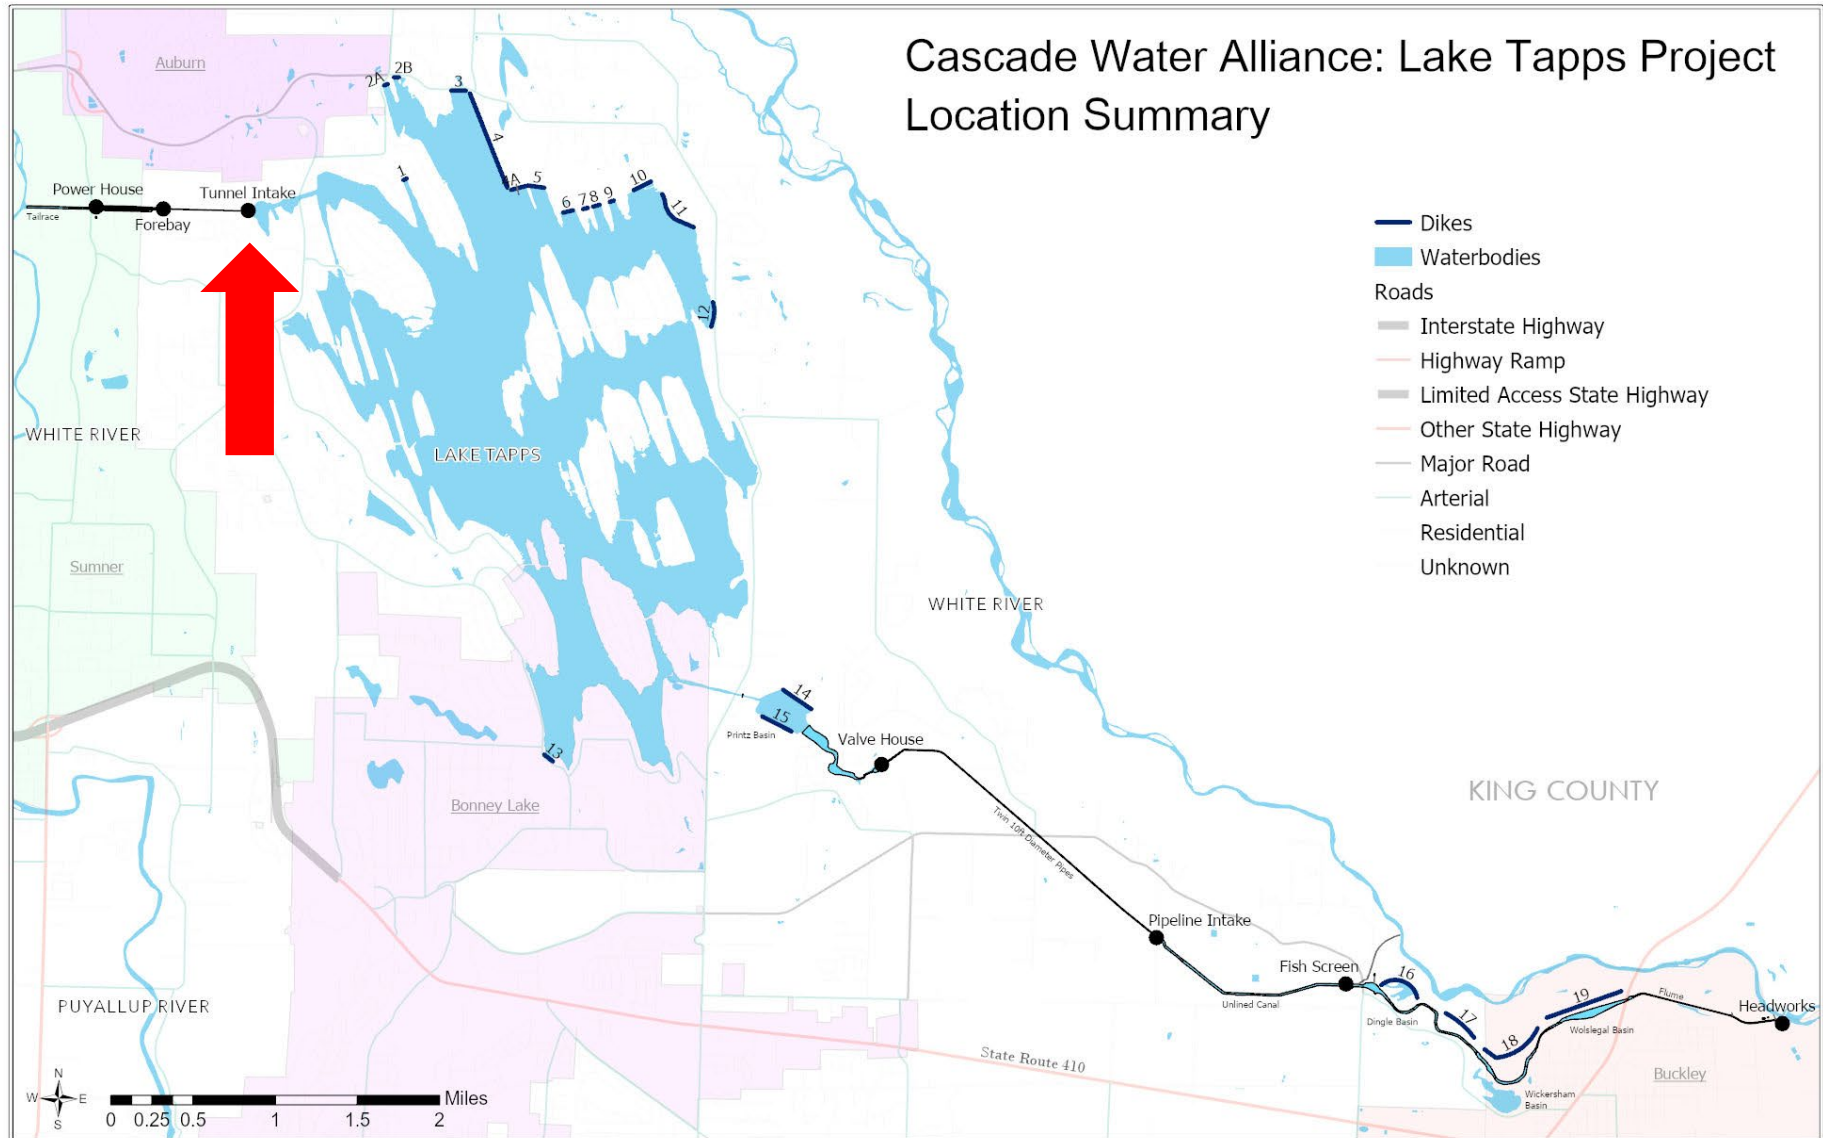 Cascade Water Alliance: Lake Tapps Project
Location Summary
Auburn
2A
2B
3
4
1
4A
5
6
7
8
9
10
11
12
Power House
Tunnel Intake
Tailrace
Forebay
Dikes
Waterbodies
Roads
Interstate Highway
Highway Ramp
Limited Access State Highway
Other State Highway
Major Road
Arterial
Residential
Unknown
WHITE RIVER
LAKE TAPPS
Sumner
WHITE RIVER
14
15
Printz Basin
Valve House
13
Bonney Lake
KING COUNTY
Twin 10ft Diameter Pipes
Pipeline Intake
Fish Screen
16
Unlined Canal
Dingle Basin
17
18
19
Wolslegal Basin
Flume
Headworks
PUYALLUP RIVER
State Route 410
Buckley
Wickersham
Basin
N
W
E
S
0 0.25 0.5 1 1.5 2
Miles